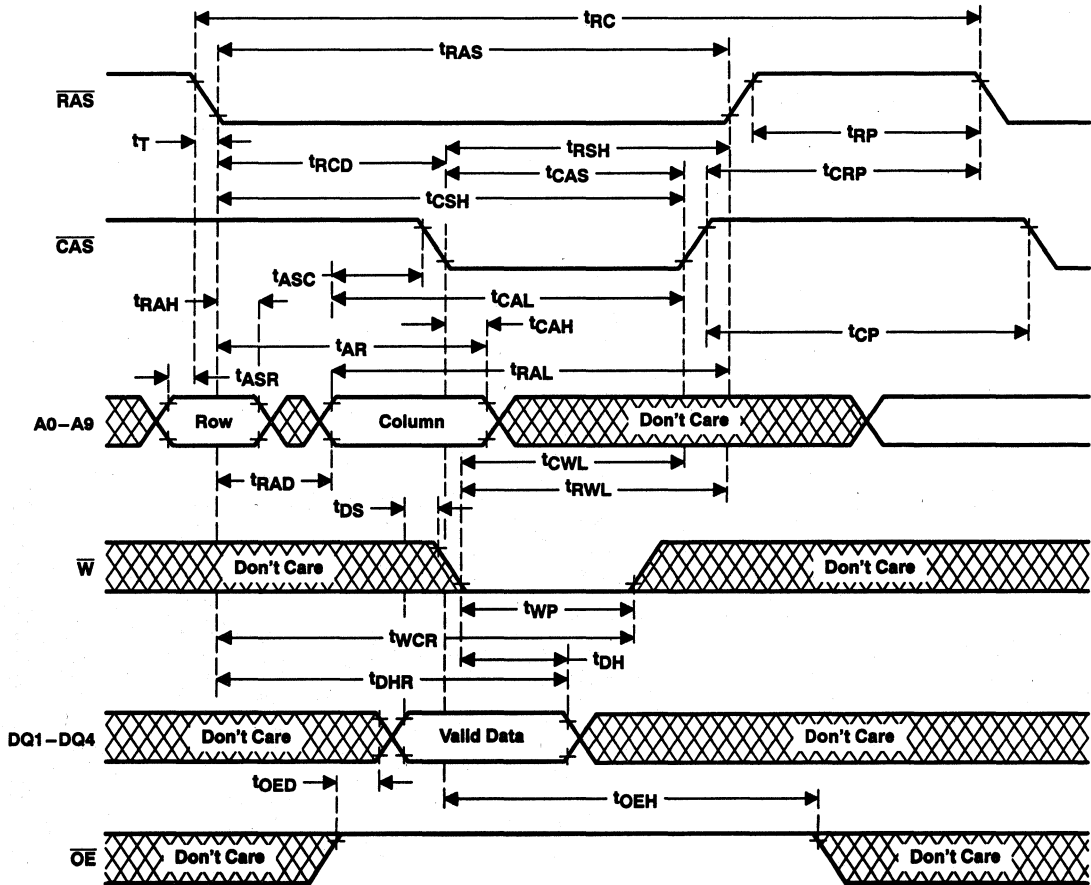 tRC
tRAS
RAS
tT
tRP
tRSH
tRCD
tCAS
tCRP
tCSH
CAS
tASC
tRAH
tCAL
tCAH
tAR
tCP
tASR
tRAL
A0–A9
Row
Column
Don't Care
tCWL
tRAD
tRWL
tDS
W
Don't Care
Don't Care
tWP
tWCR
tDH
tDHR
DQ1–DQ4
Don't Care
Valid Data
Don't Care
tOED
tOEH
OE
Don't Care
Don't Care